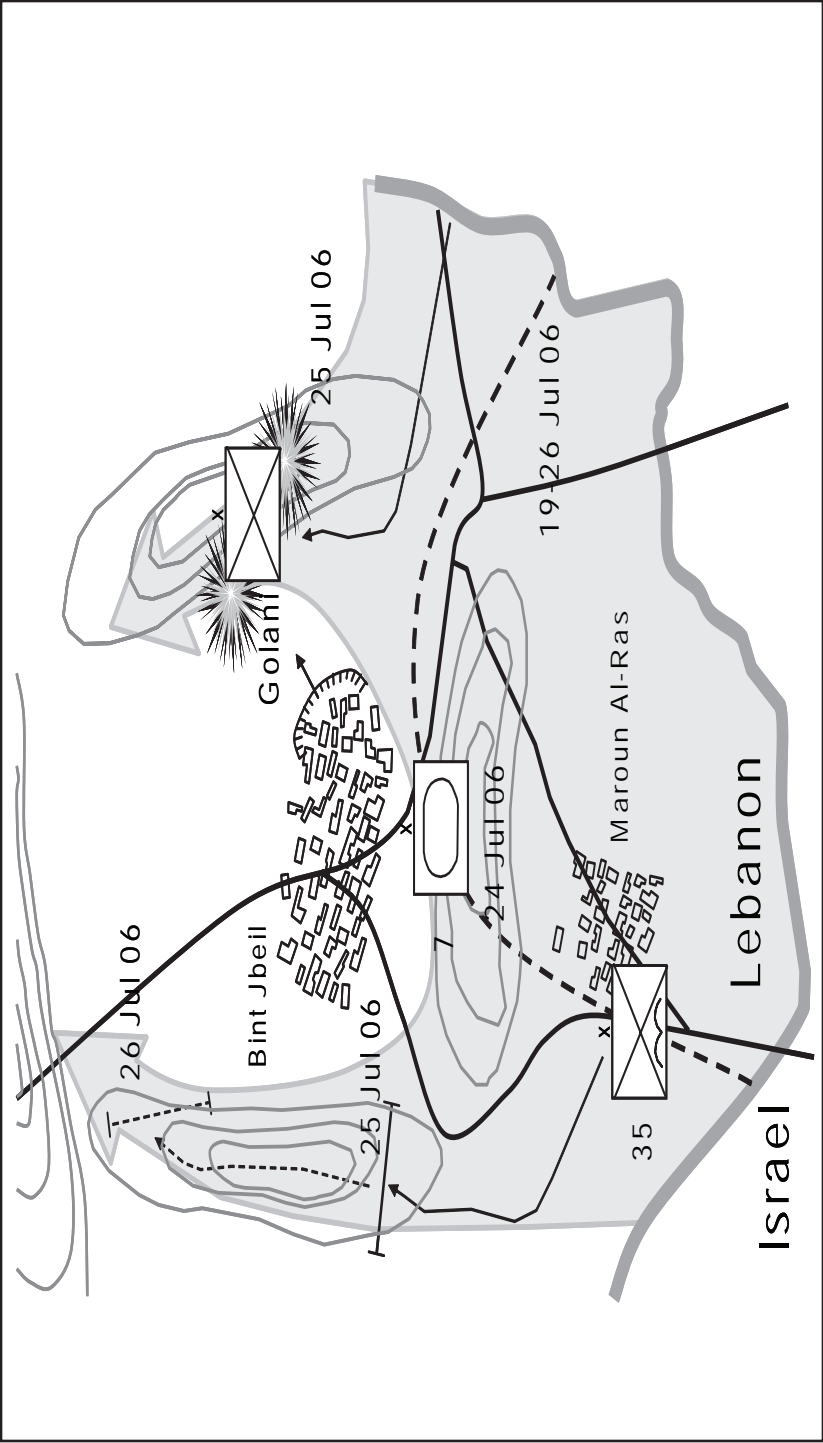 26 Jul 06
x
Bint Jbeil
Golani
25 Jul 06
25 Jul 06
x
7
24 Jul 06
19-26 Jul 06
x
Maroun Al-Ras
35
Lebanon
Israel